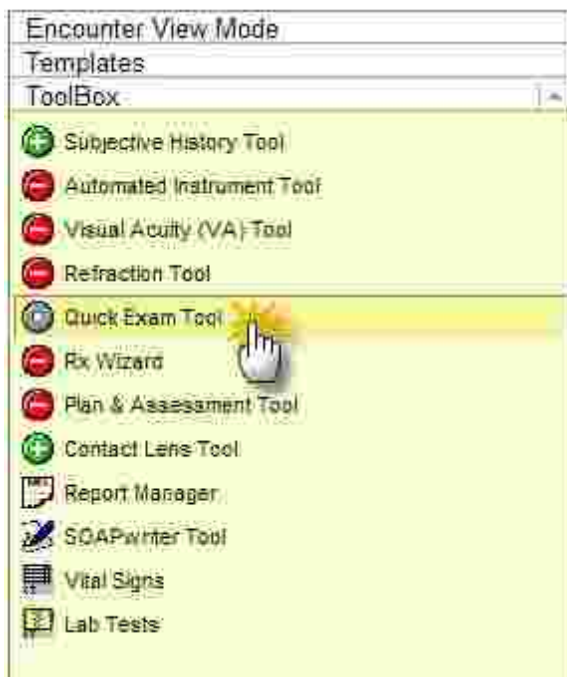 Encounter View Mode
Templates
ToolBox
Subjective History Tool
Automated Instrument Tool
Visual Acuity (VA) Tool
Refraction Tool
Quick Exam Tool
Rx Wizard
Plan & Assessment Tool
Contact Lens Tool
Report Manager
SOAPwriter Tool
Vital Signs
Lab Tests